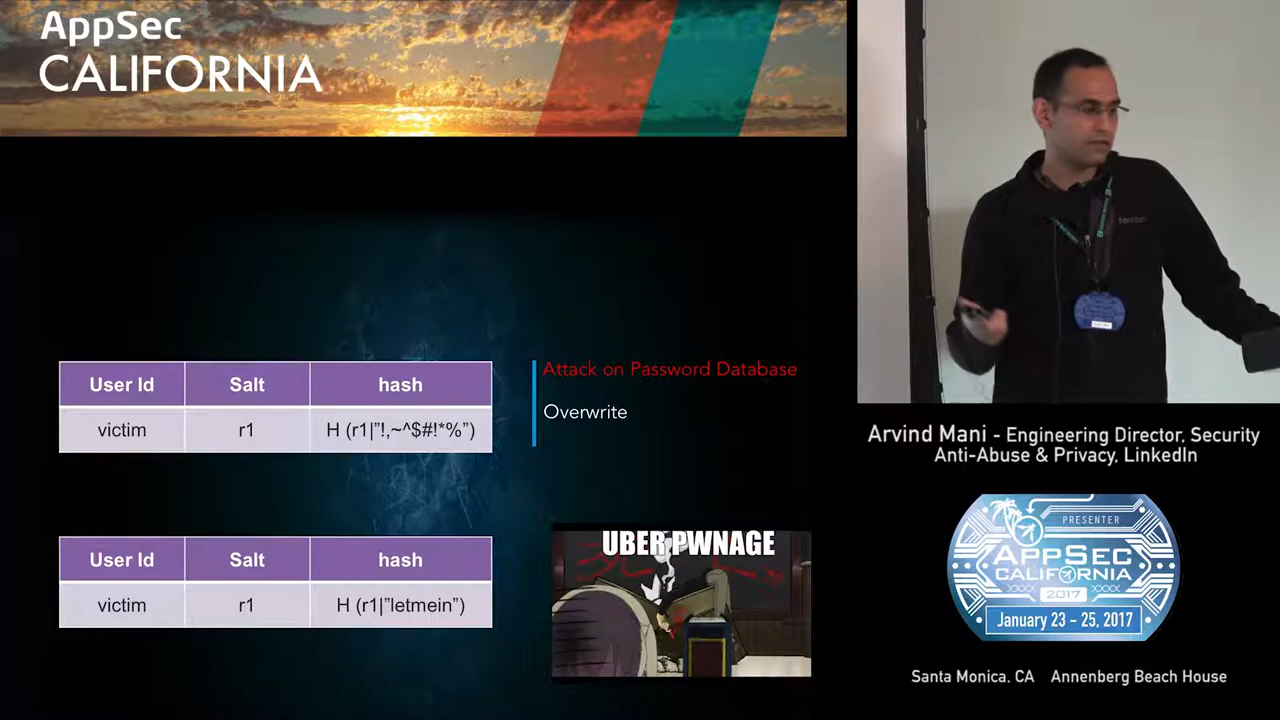 AppSec
CALIFORNIA
User Id Salt hash
victim r1 H (r1|"!,~^$#!*%")
Attack on Password Database
Overwrite
User Id Salt hash
victim r1 H (r1|"letmein")
UBER PWNAGE
Arvind Mani - Engineering Director, Security
Anti-Abuse & Privacy, LinkedIn
PRESENTER
APPSEC
CALIFORNIA
2017
January 23 - 25, 2017
Santa Monica, CA Annenberg Beach House